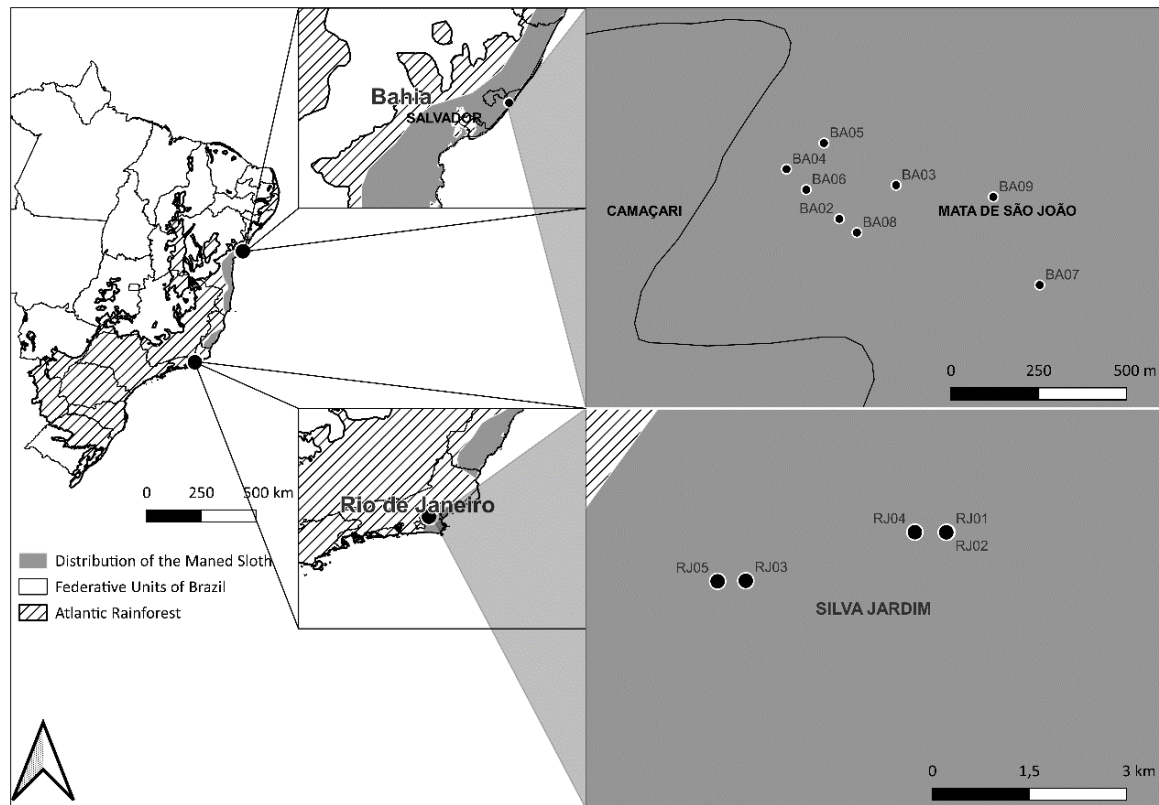 Bahia
SALVADOR
BA05
BA04
BA06
BA03
BA09
BA02
BA08
CAMAÇARI
MATA DE SÃO JOÃO
BA07
0 250 500 m
0 250 500 km
Distribution of the Maned Sloth
Federative Units of Brazil
Atlantic Rainforest
Rio de Janeiro
RJ04
RJ01
RJ02
RJ05
RJ03
SILVA JARDIM
0 1,5 3 km